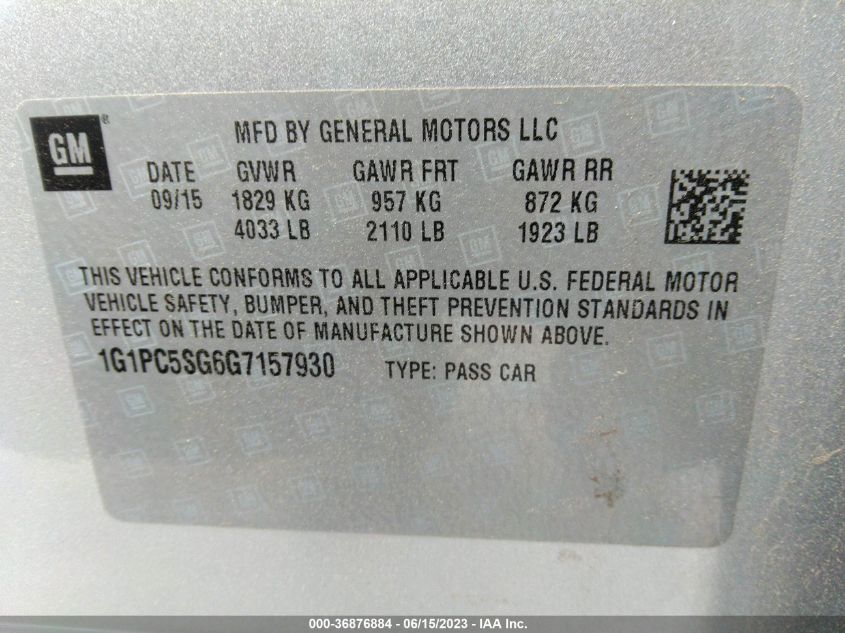 GM ®
MFD BY GENERAL MOTORS LLC
DATE GVWR GAWR FRT GAWR RR
09/15 1829 KG 957 KG 872 KG
4033 LB 2110 LB 1923 LB
THIS VEHICLE CONFORMS TO ALL APPLICABLE U.S. FEDERAL MOTOR
VEHICLE SAFETY, BUMPER, AND THEFT PREVENTION STANDARDS IN
EFFECT ON THE DATE OF MANUFACTURE SHOWN ABOVE.
1G1PC5SG6G7157930 TYPE: PASS CAR
000-36876884 - 06/15/2023 - IAA Inc.